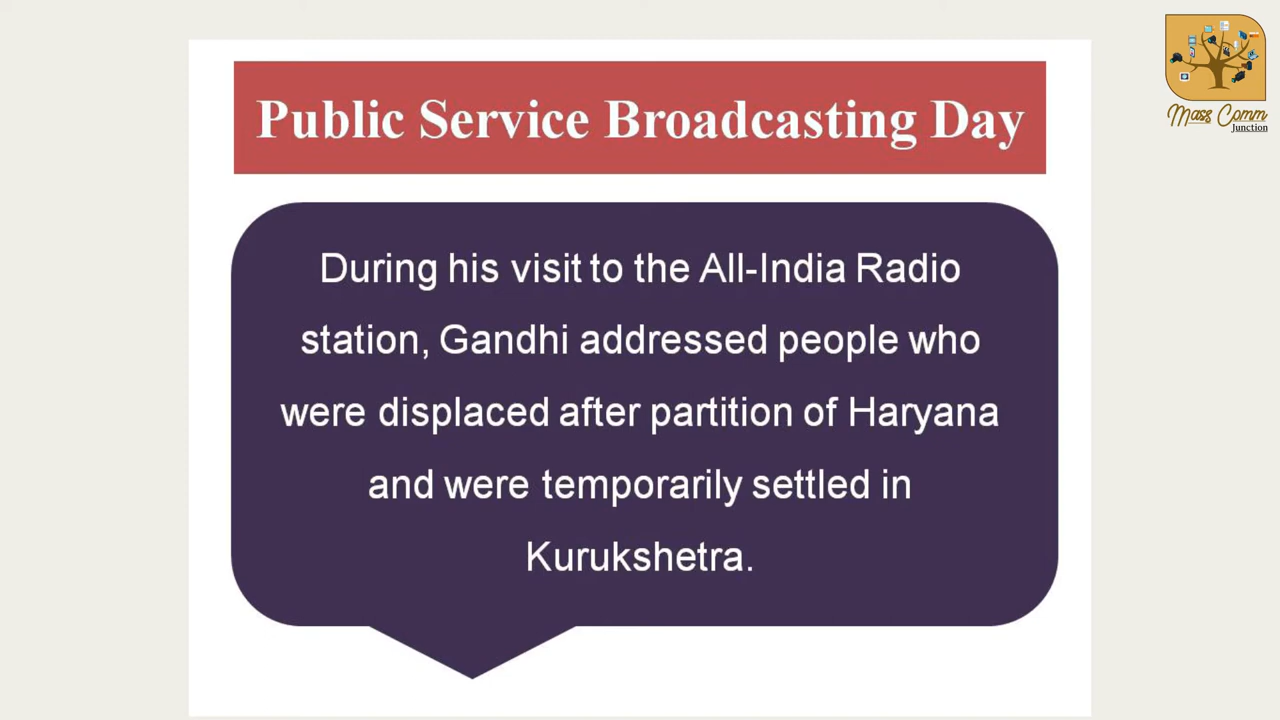 Public Service Broadcasting Day
During his visit to the All-India Radio
station, Gandhi addressed people who
were displaced after partition of Haryana
and were temporarily settled in
Kurukshetra.
Mass Comm
Junction